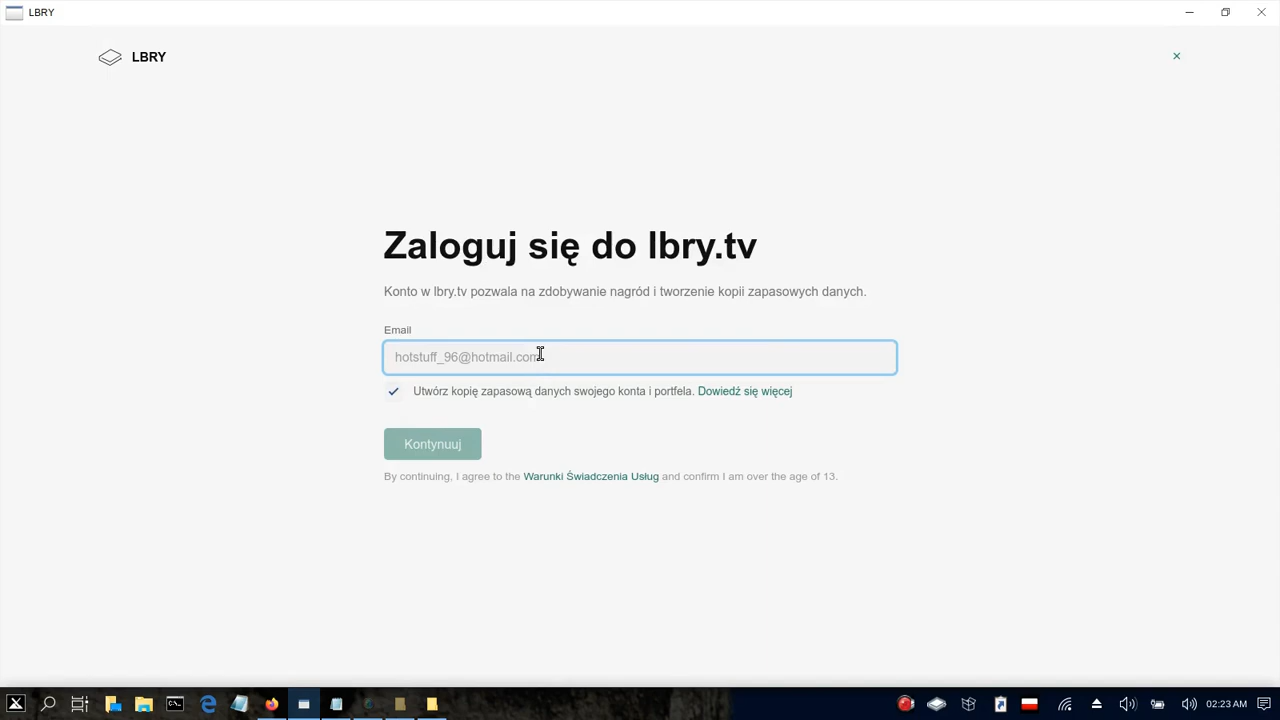 LBRY
LBRY
×
Zaloguj się do lbry.tv
Konto w lbry.tv pozwala na zdobywanie nagród i tworzenie kopii zapasowych danych.
Email
hotstuff_96@hotmail.com
Utwórz kopię zapasową danych swojego konta i portfela. Dowiedź się więcej
Kontynuuj
By continuing, I agree to the Warunki Świadczenia Usług and confirm I am over the age of 13.
02:23 AM